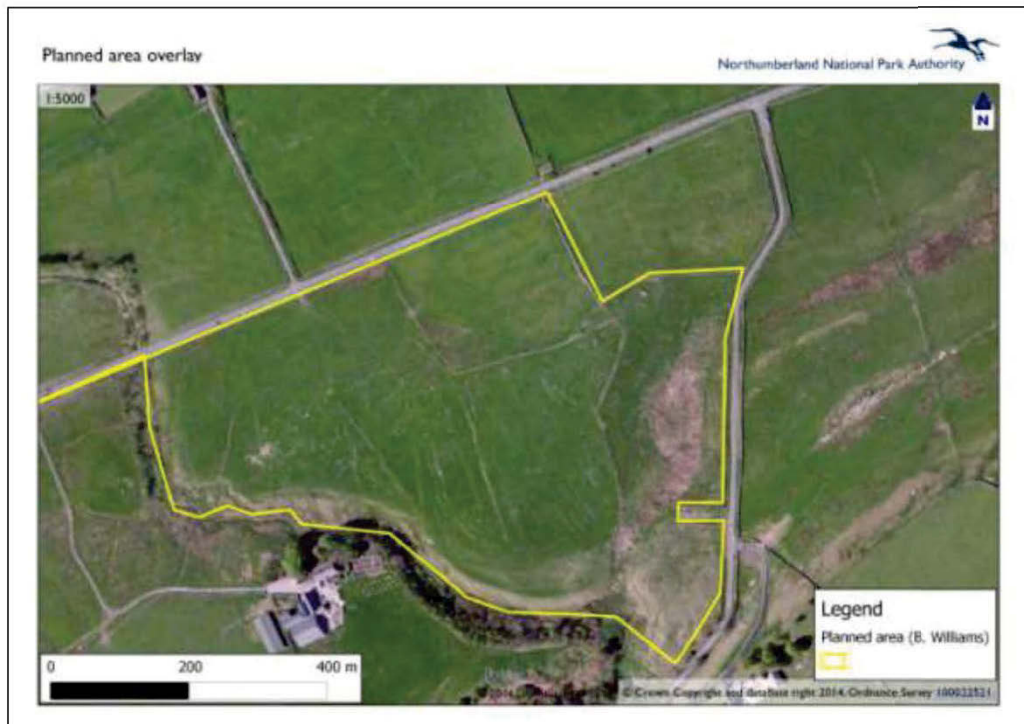 Planned area overlay
Northumberland National Park Authority
1:5000
N
Legend
Planned area (B. Williams)
0 200 400 m
© Crown Copyright and database right 2014. Ordnance Survey 100022521